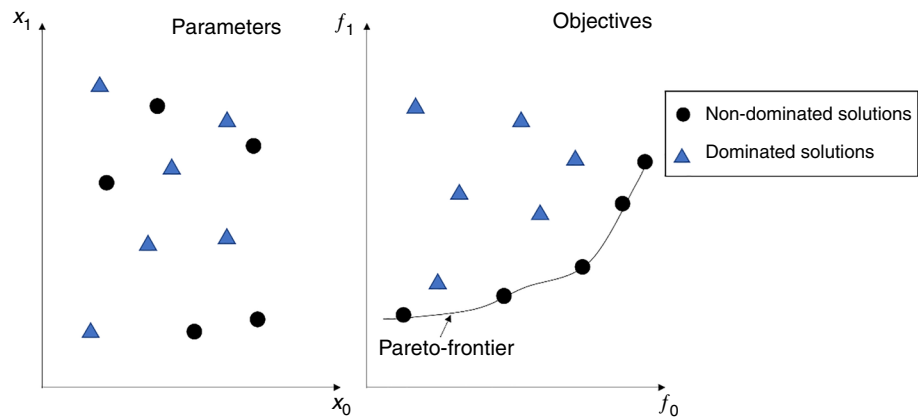 x1
Parameters
x0
f1
Objectives
Pareto-frontier
f0
Non-dominated solutions
Dominated solutions